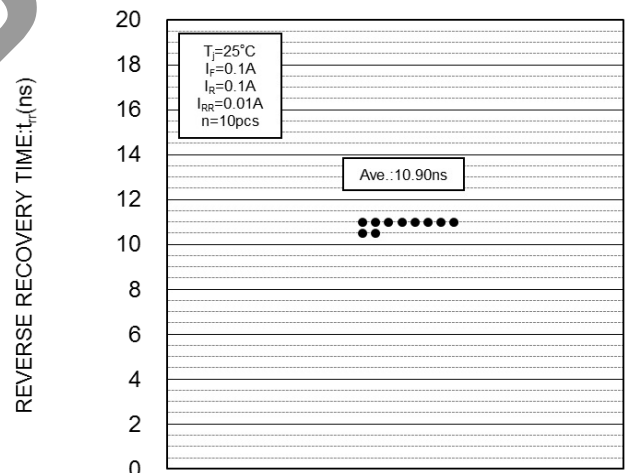 REVERSE RECOVERY TIME:trr(ns)
20
18
16
14
12
10
8
6
4
2
0
Tj=25°C
IF=0.1A
IR=0.1A
IRR=0.01A
n=10pcs
Ave.:10.90ns